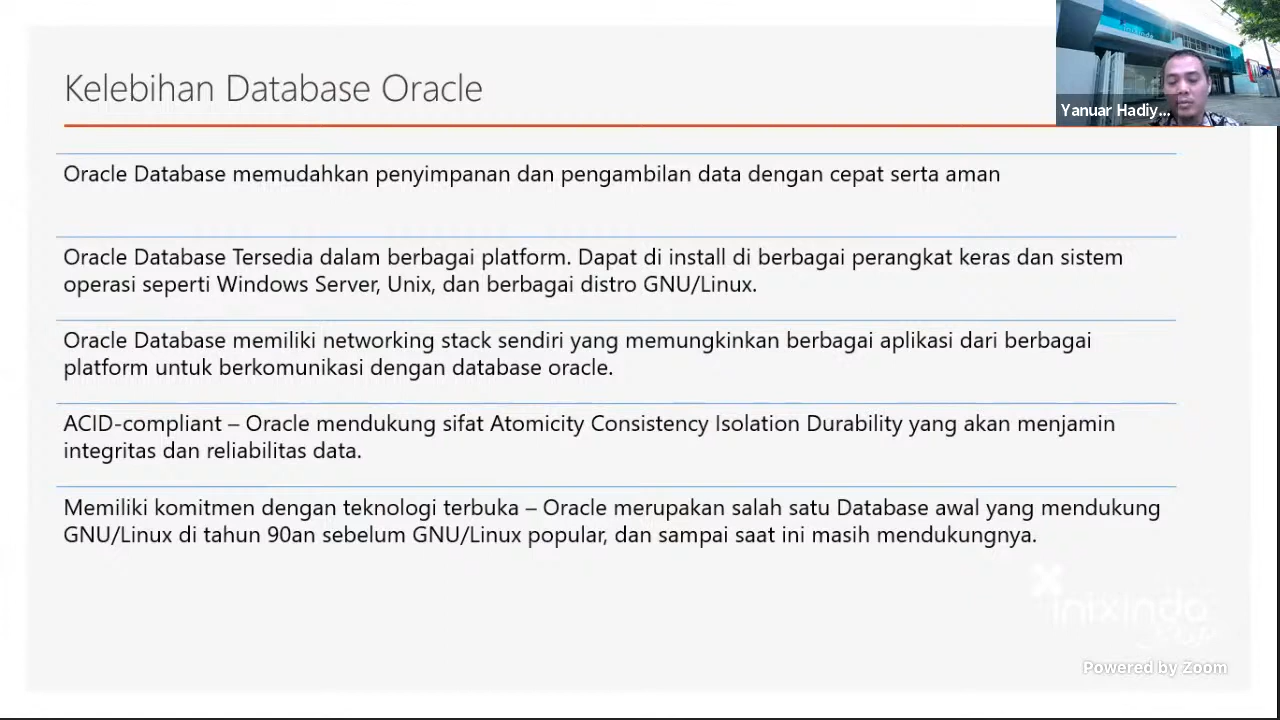 Kelebihan Database Oracle
Yanuar Hadiy...
Oracle Database memudahkan penyimpanan dan pengambilan data dengan cepat serta aman
Oracle Database Tersedia dalam berbagai platform. Dapat di install di berbagai perangkat keras dan sistem
operasi seperti Windows Server, Unix, dan berbagai distro GNU/Linux.
Oracle Database memiliki networking stack sendiri yang memungkinkan berbagai aplikasi dari berbagai
platform untuk berkomunikasi dengan database oracle.
ACID-compliant – Oracle mendukung sifat Atomicity Consistency Isolation Durability yang akan menjamin
integritas dan reliabilitas data.
Memiliki komitmen dengan teknologi terbuka – Oracle merupakan salah satu Database awal yang mendukung
GNU/Linux di tahun 90an sebelum GNU/Linux popular, dan sampai saat ini masih mendukungnya.
inixindo
Powered by Zoom